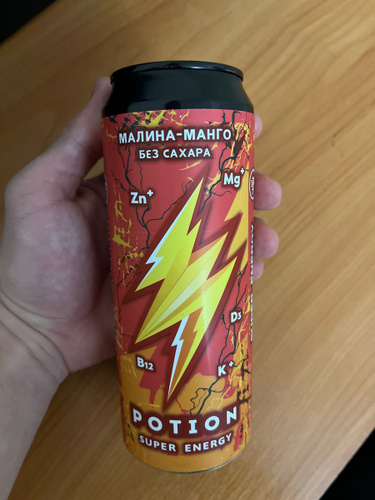 МАЛИНА-МАНГО
БЕЗ САХАРА
Zn+
Mg+
D3
B12
K+
POTION
SUPER ENERGY